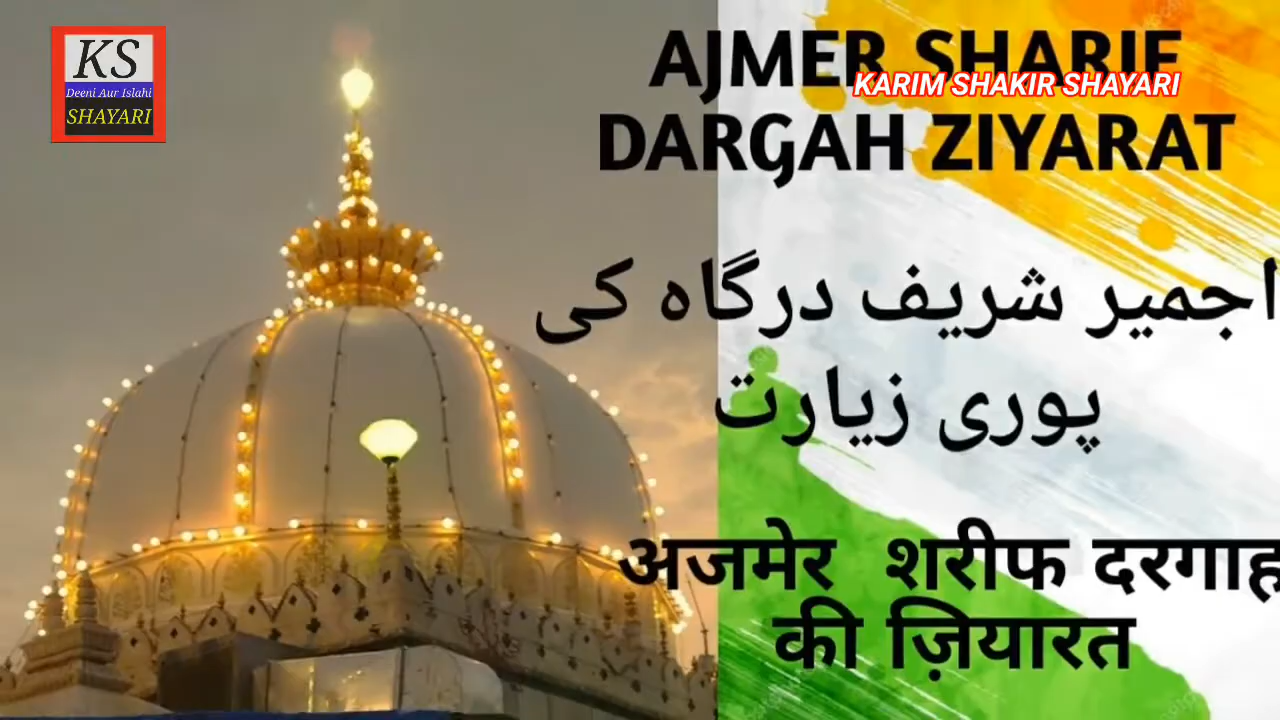 KS
Deeni Aur Islahi
SHAYARI
AJMER SHARIF
KARIM SHAKIR SHAYARI
DARGAH ZIYARAT
اجمیر شریف درگاہ کی
پوری زیارت
अजमेर शरीफ दरगाह
की ज़ियारत